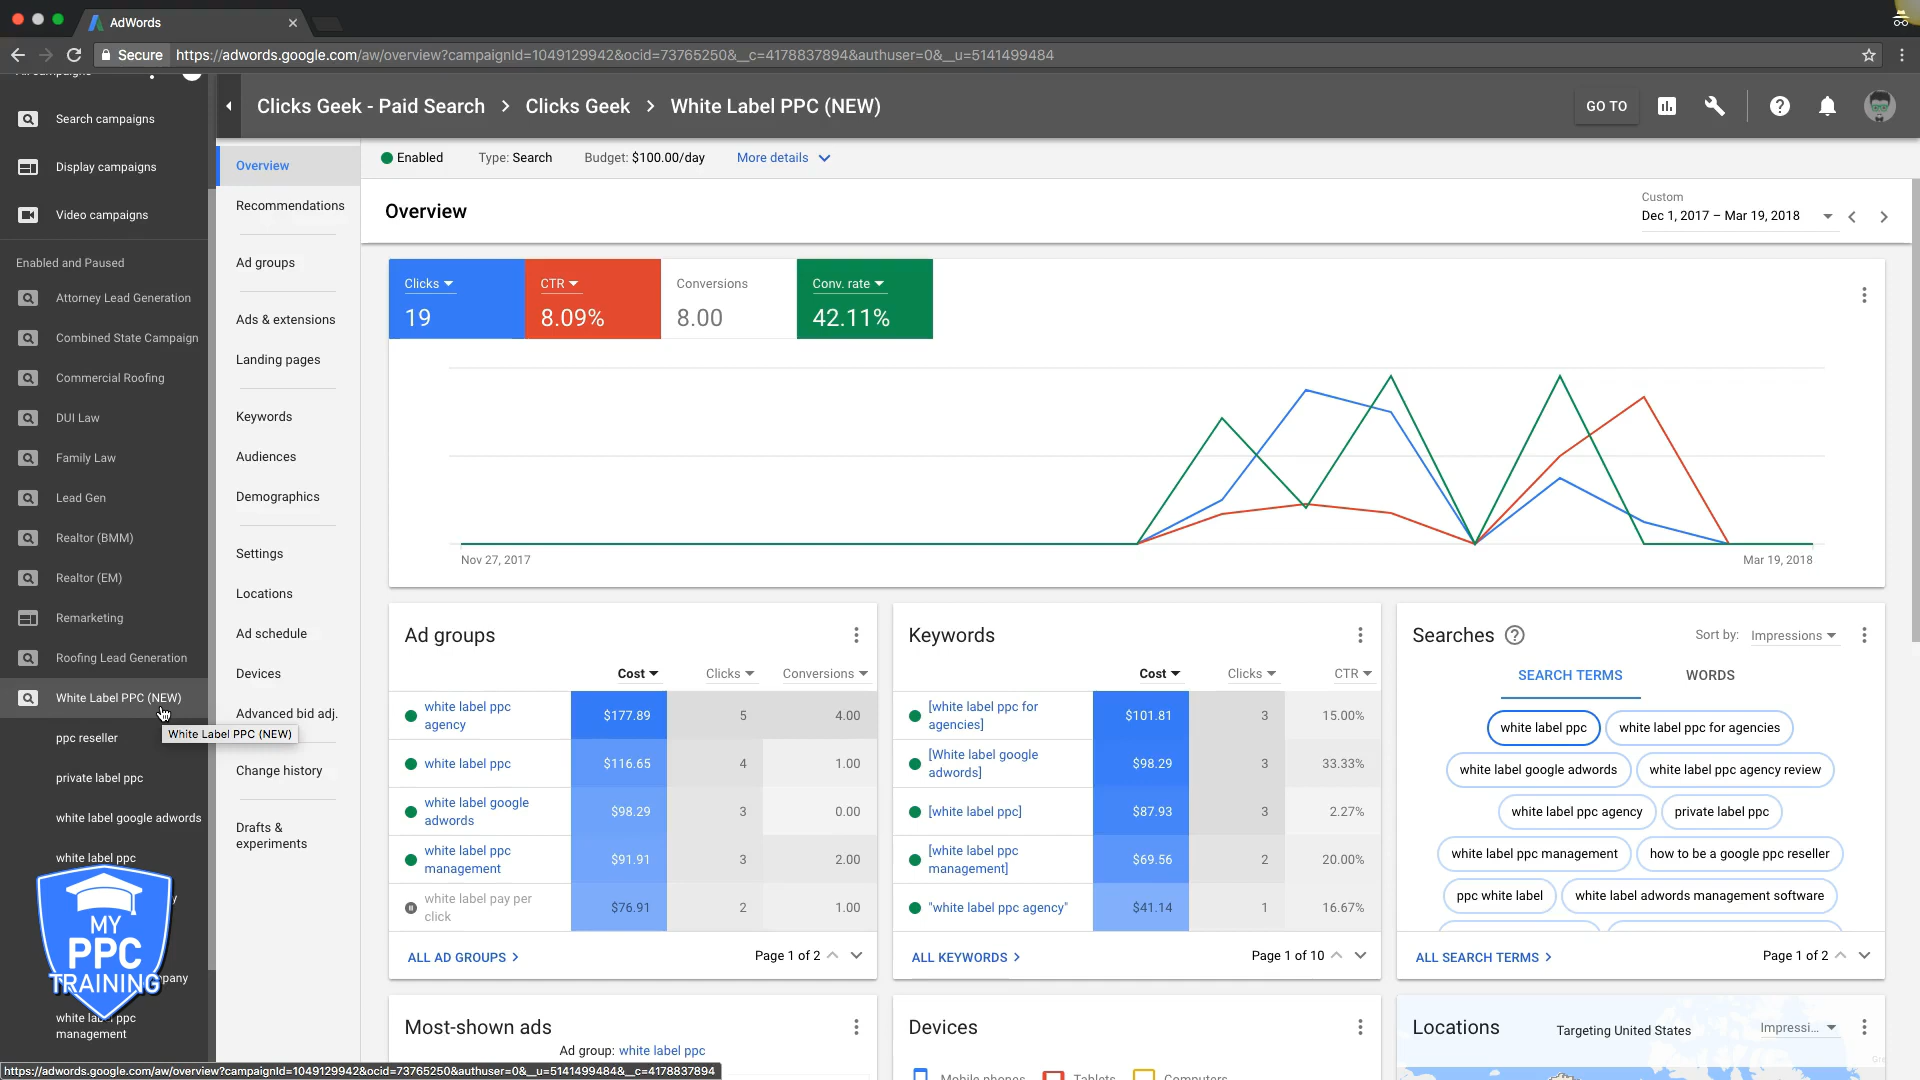 AdWords
Secure
https://adwords.google.com/aw/overview?campaignId=1049129942&ocid=73765250&__c=4178837894&authuser=0&__u=5141499484
Clicks Geek - Paid Search > Clicks Geek > White Label PPC (NEW)
GO TO
Search campaigns
Display campaigns
Video campaigns
Enabled and Paused
Attorney Lead Generation
Combined State Campaign
Commercial Roofing
DUI Law
Family Law
Lead Gen
Realtor (BMM)
Realtor (EM)
Remarketing
Roofing Lead Generation
White Label PPC (NEW)
White Label PPC (NEW)
ppc reseller
private label ppc
white label google adwords
white label ppc
MY
PPC
TRAINING
white label ppc
management
Overview
Recommendations
Ad groups
Ads & extensions
Landing pages
Keywords
Audiences
Demographics
Settings
Locations
Ad schedule
Devices
Advanced bid adj.
Change history
Drafts &
experiments
Enabled
Type: Search
Budget: $100.00/day
More details
Overview
Custom
Dec 1, 2017 – Mar 19, 2018
Clicks
19
CTR
8.09%
Conversions
8.00
Conv. rate
42.11%
Nov 27, 2017
Mar 19, 2018
Ad groups
Cost Clicks Conversions
white label ppc
agency
$177.89 5 4.00
white label ppc $116.65 4 1.00
white label google
adwords
$98.29 3 0.00
white label ppc
management
$91.91 3 2.00
white label pay per
click
$76.91 2 1.00
ALL AD GROUPS >
Page 1 of 2
Keywords
Cost Clicks CTR
[white label ppc for
agencies]
$101.81 3 15.00%
[White label google
adwords]
$98.29 3 33.33%
[white label ppc] $87.93 3 2.27%
[white label ppc
management]
$69.56 2 20.00%
"white label ppc agency" $41.14 1 16.67%
ALL KEYWORDS >
Page 1 of 10
Searches
Sort by: Impressions
SEARCH TERMS
WORDS
white label ppc
white label ppc for agencies
white label google adwords
white label ppc agency review
white label ppc agency
private label ppc
white label ppc management
how to be a google ppc reseller
ppc white label
white label adwords management software
ALL SEARCH TERMS >
Page 1 of 2
Most-shown ads
Ad group: white label ppc
Devices
Mobile phones
Tablets
Computers
Locations
Targeting United States
Impressi...
https://adwords.google.com/aw/overview?campaignId=1049129942&ocid=73765250&authuser=0&__u=5141499484&__c=4178837894